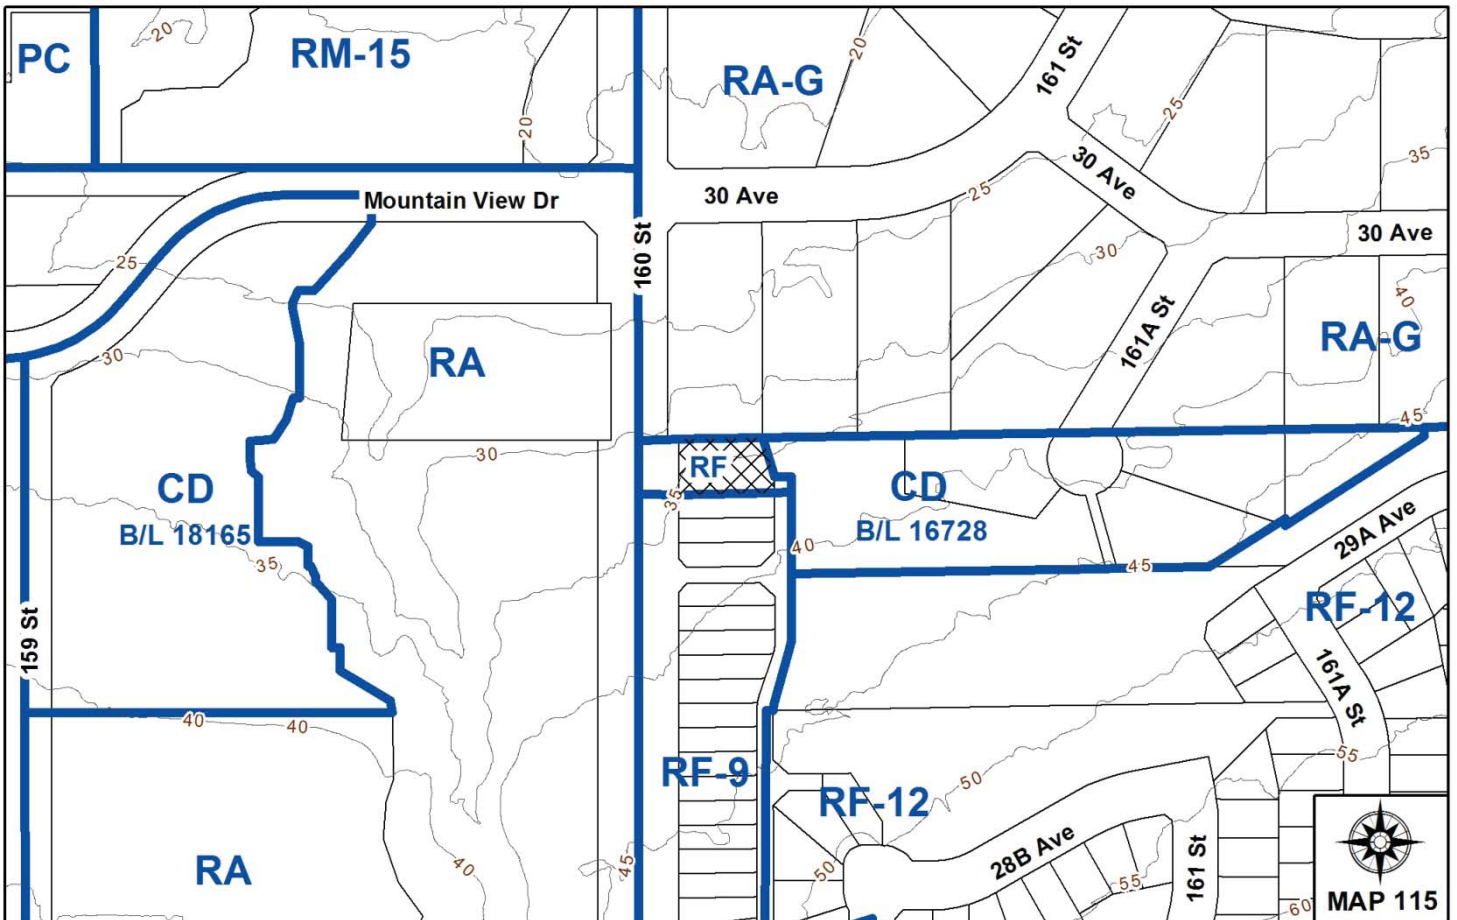 PC
20
RM-15
20
RA-G
20
161 St
25
30 Ave
35
Mountain View Dr
30 Ave
25
30 Ave
160 St
25
30
40
161A St
RA-G
30
RA
45
30
RF
CD
B/L 18165
35
CD
B/L 16728
40
45
29A Ave
35
159 St
RF-12
161A St
40
40
55
RF-9
50
RF-12
28B Ave
40
45
50
55
161 St
60
RA
MAP 115